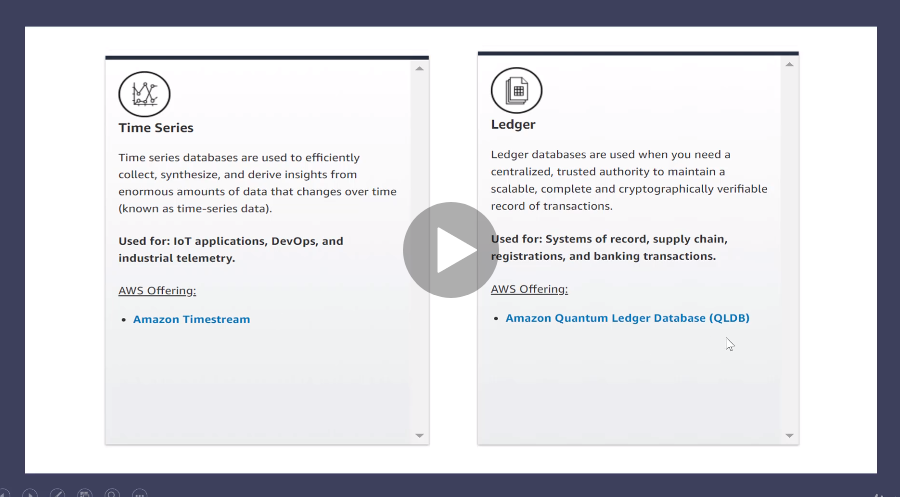 Time Series
Time series databases are used to efficiently
collect, synthesize, and derive insights from
enormous amounts of data that changes over time
(known as time-series data).
Used for: IoT applications, DevOps, and
industrial telemetry.
AWS Offering:
• Amazon Timestream
Ledger
Ledger databases are used when you need a
centralized, trusted authority to maintain a
scalable, complete and cryptographically verifiable
record of transactions.
Used for: Systems of record, supply chain,
registrations, and banking transactions.
AWS Offering:
• Amazon Quantum Ledger Database (QLDB)